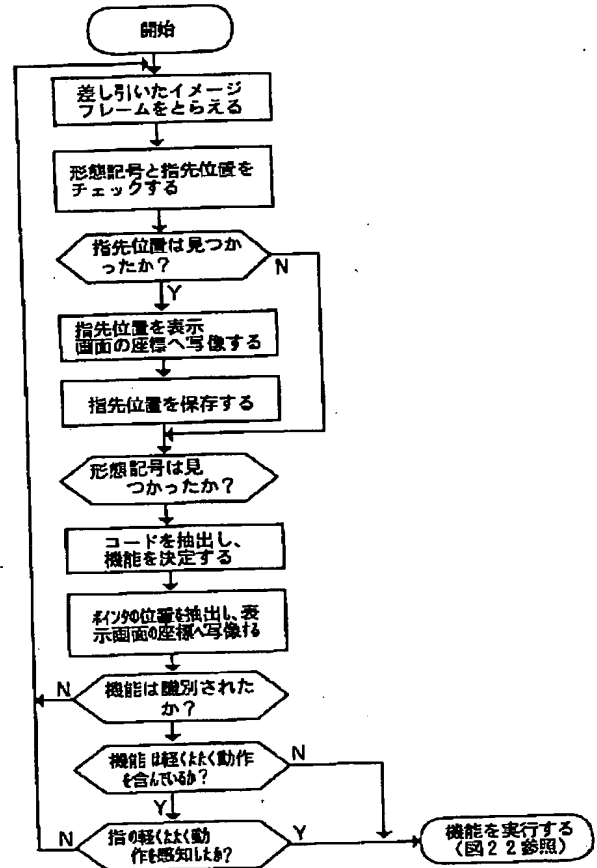 開始
差し引いたイメージ
フレームをとらえる
形態記号と指先位置を
チェックする
指先位置は見つか
ったか?
N
Y
指先位置を表示
画面の座標へ写像する
指先位置を保存する
形態記号は見
つかったか?
コードを抽出し、
機能を決定する
ポインタの位置を抽出し、表
示画面の座標へ写像する
N
機能は識別された
か?
機能は軽くたたく動作
を含んでいるか?
N
Y
N
指の軽くたたく動
作を感知したか?
Y
機能を実行する
(図22参照)